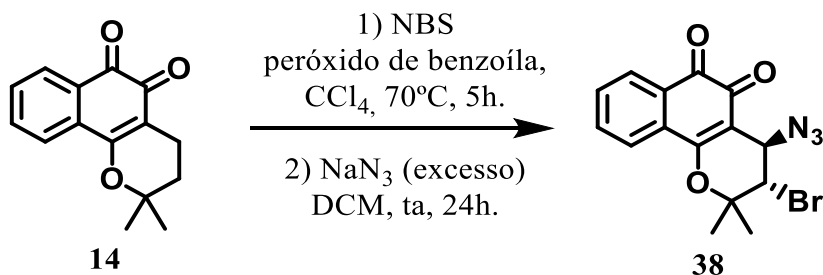 1) NBS
peróxido de benzoíla,
CCl4, 70ºC, 5h.
2) NaN3 (excesso)
DCM, ta, 24h.
O
O
O
14
O
O
N3
O
Br
38